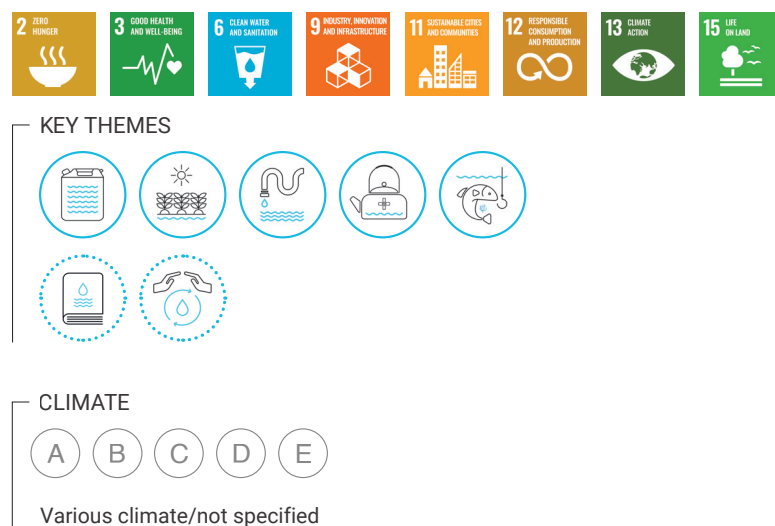 2 ZERO
HUNGER
3 GOOD HEALTH
AND WELL-BEING
6 CLEAN WATER
AND SANITATION
9 INDUSTRY, INNOVATION
AND INFRASTRUCTURE
11 SUSTAINABLE CITIES
AND COMMUNITIES
12 RESPONSIBLE
CONSUMPTION
AND PRODUCTION
13 CLIMATE
ACTION
15 LIFE
ON LAND
KEY THEMES
CLIMATE
A B C D E
Various climate/not specified